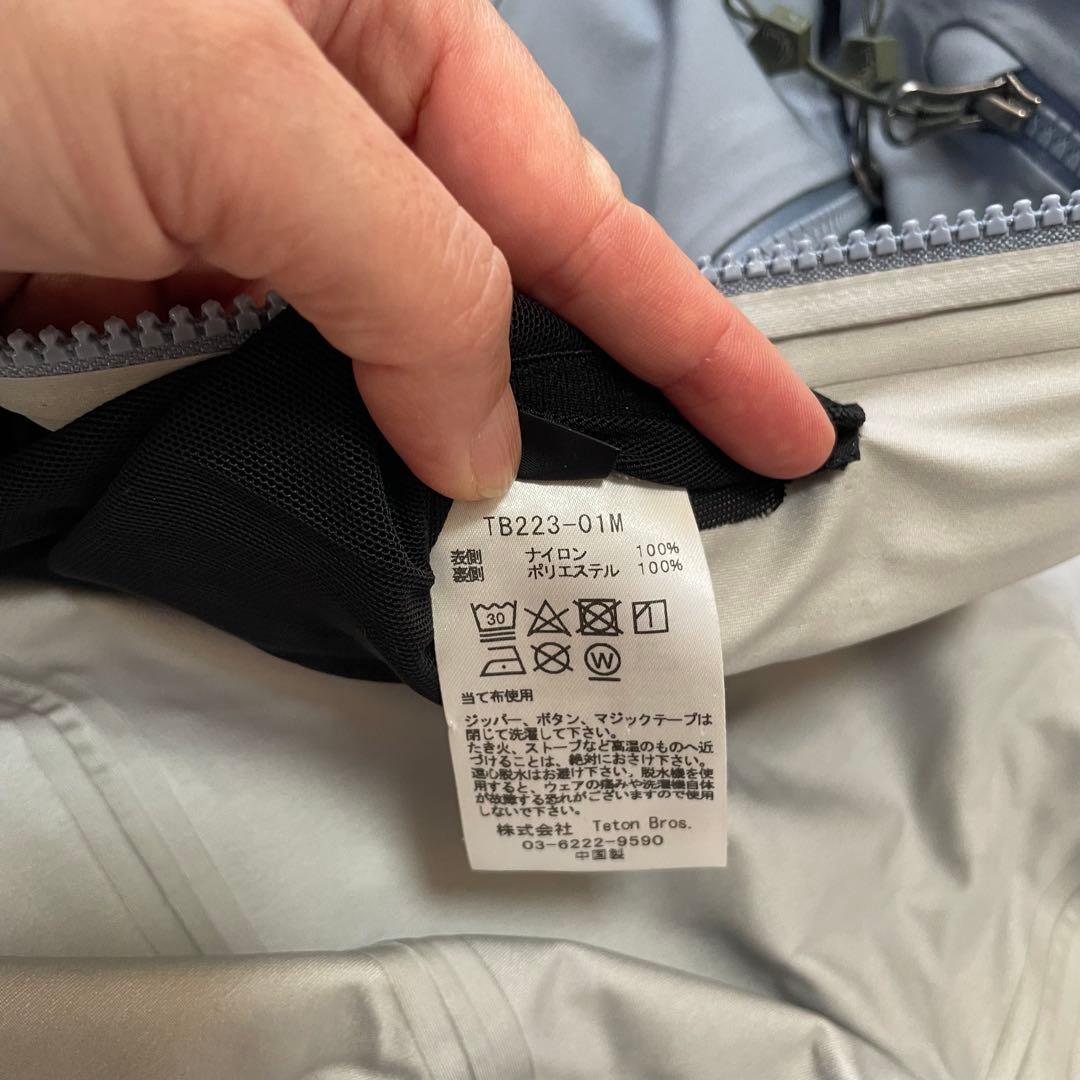 TB223-01M
表側 ナイロン 100%
裏側 ポリエステル 100%
30
W
当て布使用
ジッパー、ボタン、マジックテープは
閉じて洗濯して下さい。
たき火、ストーブなど高温のものへ近
づけることは、絶対におさけ下さい。
遠心脱水はお避け下さい。脱水機を使
用すると、ウェアの痛みや洗濯機自体
が故障する恐れがございますので使用
しないで下さい。
株式会社 Teton Bros.
03-6222-9590
中国製